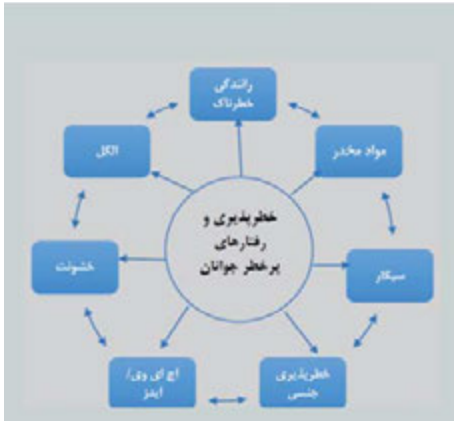 رانندگی
خطرناک
مواد مخدر
الکل
خطرپذیری و
رفتارهای
پرخطر جوانان
سیگار
خشونت
خطرپذیری
جنسی
اچ ای وی/
ایدز